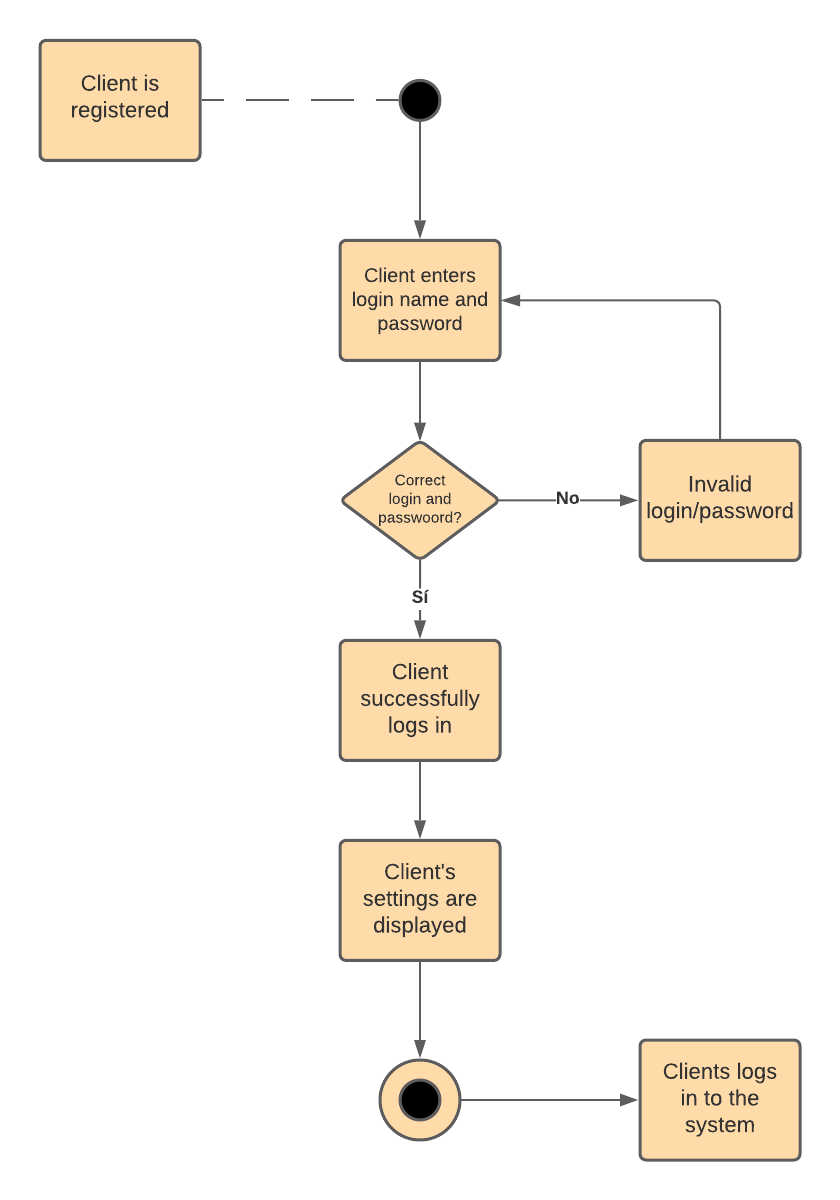 Client is
registered
Client enters
login name and
password
Correct
login and
passwoord?
No
Invalid
login/password
Sí
Client
successfully
logs in
Client's
settings are
displayed
Clients logs
in to the
system